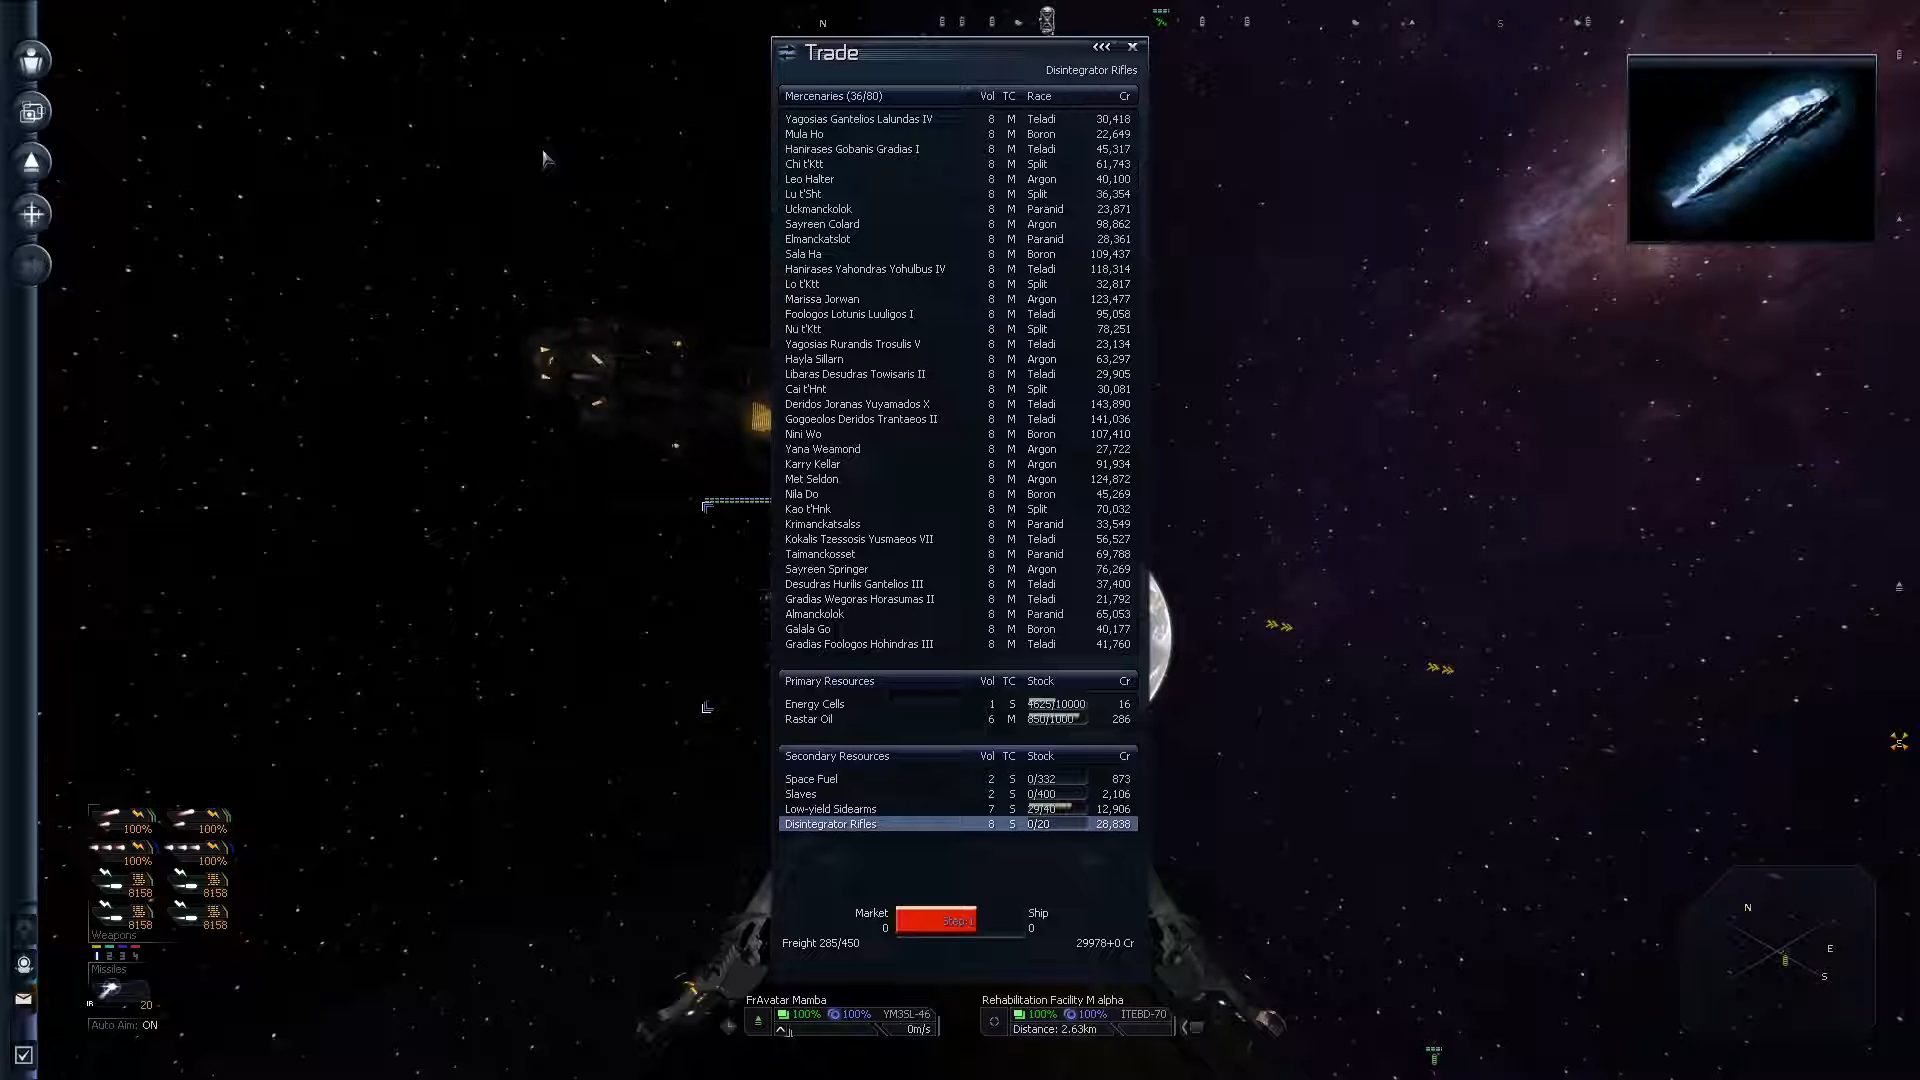 N
S
Trade
Disintegrator Rifles
Mercenaries (36/80) Vol TC Race Cr
Yagosias Gantelios Lalundas IV 8 M Teladi 30,418
Mula Ho 8 M Boron 22,649
Hanirases Gobanis Gradias I 8 M Teladi 45,317
Chi t'Ktt 8 M Split 61,743
Leo Halter 8 M Argon 40,100
Lu t'Sht 8 M Split 36,354
Uckmanckolok 8 M Paranid 23,871
Sayreen Colard 8 M Argon 98,862
Elmanckatslot 8 M Paranid 28,361
Sala Ha 8 M Boron 109,437
Hanirases Yahondras Yohulbus IV 8 M Teladi 118,314
Lo t'Ktt 8 M Split 32,817
Marissa Jorwan 8 M Argon 123,477
Foologos Lotunis Luuligos I 8 M Teladi 95,058
Nu t'Ktt 8 M Split 78,251
Yagosias Rurandis Trosulis V 8 M Teladi 23,134
Hayla Sillarn 8 M Argon 63,297
Libaras Desudras Towisaris II 8 M Teladi 29,905
Cai t'Hnt 8 M Split 30,081
Deridos Joranas Yuyamados X 8 M Teladi 143,890
Gogoeolos Deridos Trantaeos II 8 M Teladi 141,036
Nini Wo 8 M Boron 107,410
Yana Weamond 8 M Argon 27,722
Karry Kellar 8 M Argon 91,934
Met Seldon 8 M Argon 124,872
Nila Do 8 M Boron 45,269
Kao t'Hnk 8 M Split 70,032
Krimanckatsalss 8 M Paranid 33,549
Kokalis Tzessosis Yusmaeos VII 8 M Teladi 56,527
Taimanckosset 8 M Paranid 69,788
Sayreen Springer 8 M Argon 76,269
Desudras Hurilis Gantelios III 8 M Teladi 37,400
Gradias Wegoras Horasumas II 8 M Teladi 21,792
Almanckolok 8 M Paranid 65,053
Galala Go 8 M Boron 40,177
Gradias Foologos Hohindras III 8 M Teladi 41,760
Primary Resources Vol TC Stock Cr
Energy Cells 1 S 4625/10000 16
Rastar Oil 6 M 850/1000 286
Secondary Resources Vol TC Stock Cr
Space Fuel 2 S 0/332 873
Slaves 2 S 0/400 2,106
Low-yield Sidearms 7 S 29/40 12,906
Disintegrator Rifles 8 S 0/20 28,838
Market Step:1 Ship
0 0
Freight 285/450 29978+0 Cr
100% 100%
100% 100%
8158 8158
8158 8158
Weapons
1 2 3 4
Missiles
IR 20
Auto Aim: ON
FrAvatar Mamba
100% 100% YM3SL-46
0m/s
Rehabilitation Facility M alpha
100% 100% ITEBD-70
Distance: 2.63km
N
E
S